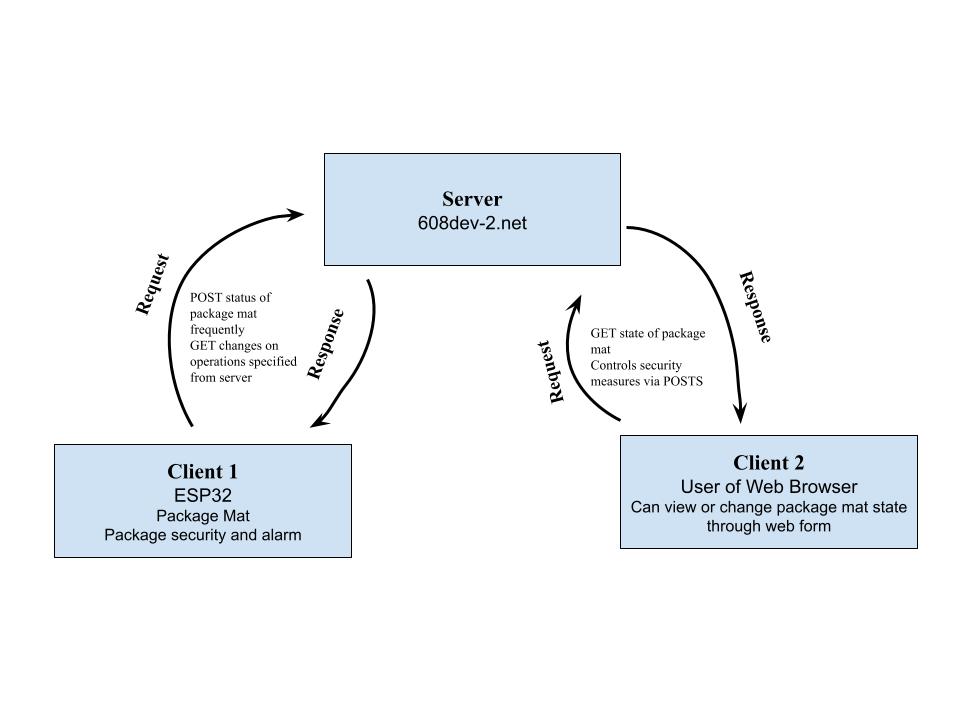 Server
608dev-2.net
Request
POST status of
package mat
frequently
GET changes on
operations specified
from server
Response
Request
GET state of package
mat
Controls security
measures via POSTS
Response
Client 1
ESP32
Package Mat
Package security and alarm
Client 2
User of Web Browser
Can view or change package mat state
through web form